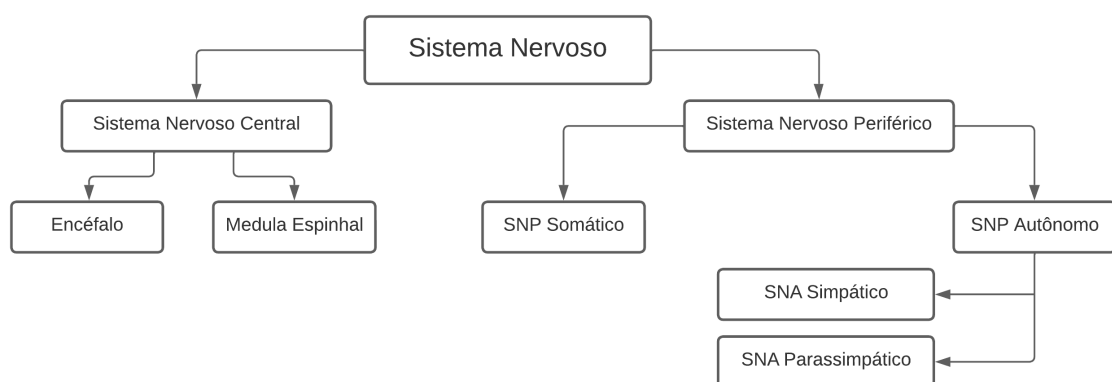 Sistema Nervoso
Sistema Nervoso Central
Sistema Nervoso Periférico
Encéfalo
Medula Espinhal
SNP Somático
SNP Autônomo
SNA Simpático
SNA Parassimpático